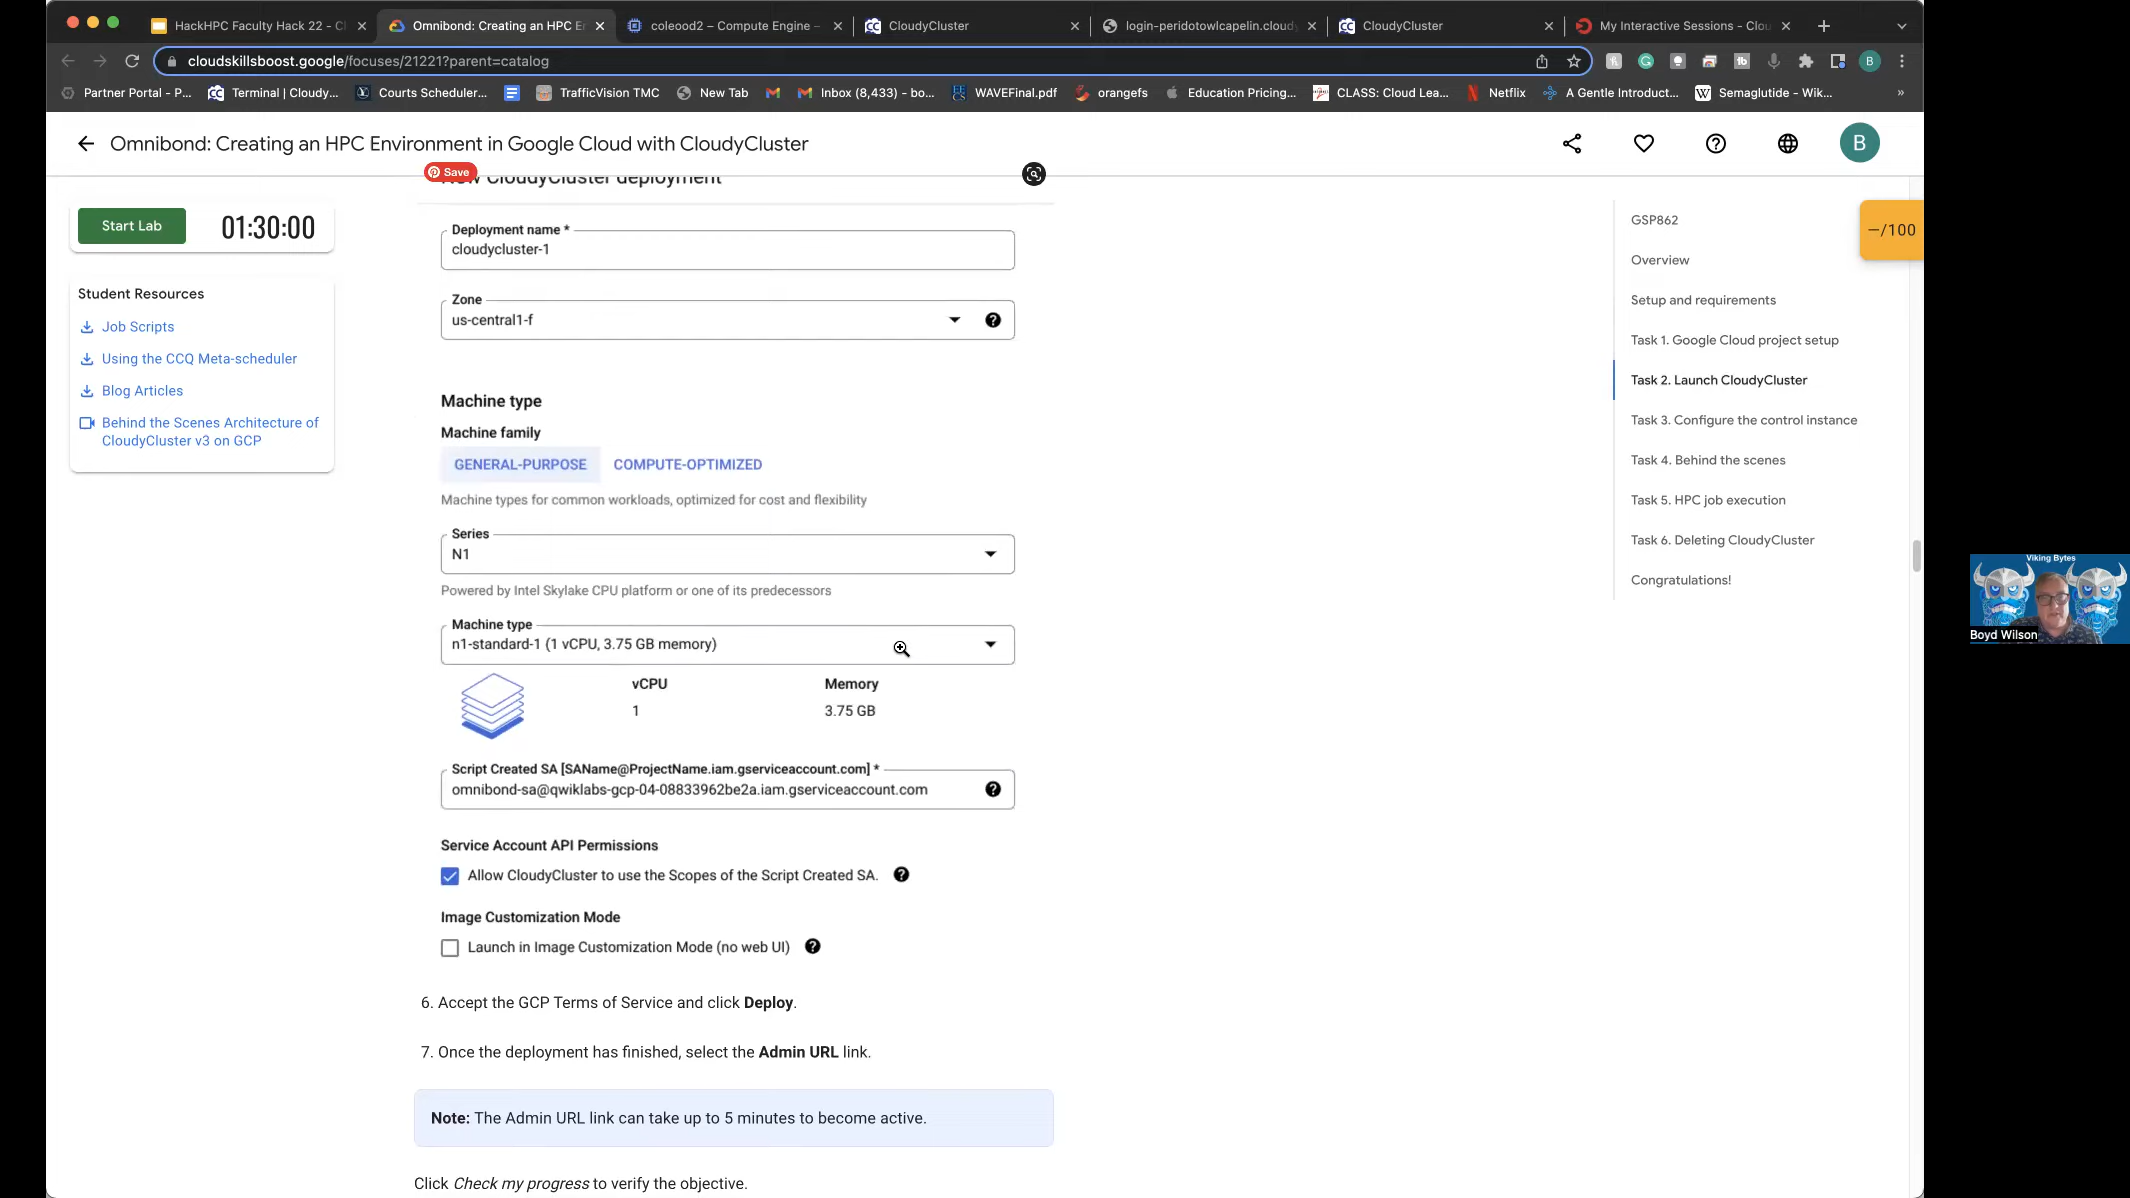 HackHPC Faculty Hack 22 - C
Omnibond: Creating an HPC E
coleood2 – Compute Engine –
CloudyCluster
login-peridotowlcapelin.cloudy
CloudyCluster
My Interactive Sessions - Clou
cloudskillsboost.google/focuses/21221?parent=catalog
B
Partner Portal - P...
Terminal | Cloudy...
Courts Scheduler...
TrafficVision TMC
New Tab
Inbox (8,433) - bo...
WAVEFinal.pdf
orangefs
Education Pricing...
CLASS: Cloud Lea...
Netflix
A Gentle Introduct...
Semaglutide - Wik...
»
Omnibond: Creating an HPC Environment in Google Cloud with CloudyCluster
B
Save
New CloudyCluster deployment
Start Lab
01:30:00
Student Resources
Job Scripts
Using the CCQ Meta-scheduler
Blog Articles
Behind the Scenes Architecture of
CloudyCluster v3 on GCP
Deployment name *
cloudycluster-1
Zone
us-central1-f
Machine type
Machine family
GENERAL-PURPOSE COMPUTE-OPTIMIZED
Machine types for common workloads, optimized for cost and flexibility
Series
N1
Powered by Intel Skylake CPU platform or one of its predecessors
Machine type
n1-standard-1 (1 vCPU, 3.75 GB memory)
vCPU Memory
1 3.75 GB
Script Created SA [SAName@ProjectName.iam.gserviceaccount.com] *
omnibond-sa@qwiklabs-gcp-04-08833962be2a.iam.gserviceaccount.com
Service Account API Permissions
Allow CloudyCluster to use the Scopes of the Script Created SA.
Image Customization Mode
Launch in Image Customization Mode (no web UI)
6. Accept the GCP Terms of Service and click Deploy.
7. Once the deployment has finished, select the Admin URL link.
Note: The Admin URL link can take up to 5 minutes to become active.
Click Check my progress to verify the objective.
GSP862
Overview
Setup and requirements
Task 1. Google Cloud project setup
Task 2. Launch CloudyCluster
Task 3. Configure the control instance
Task 4. Behind the scenes
Task 5. HPC job execution
Task 6. Deleting CloudyCluster
Congratulations!
–/100
Viking Bytes
Boyd Wilson